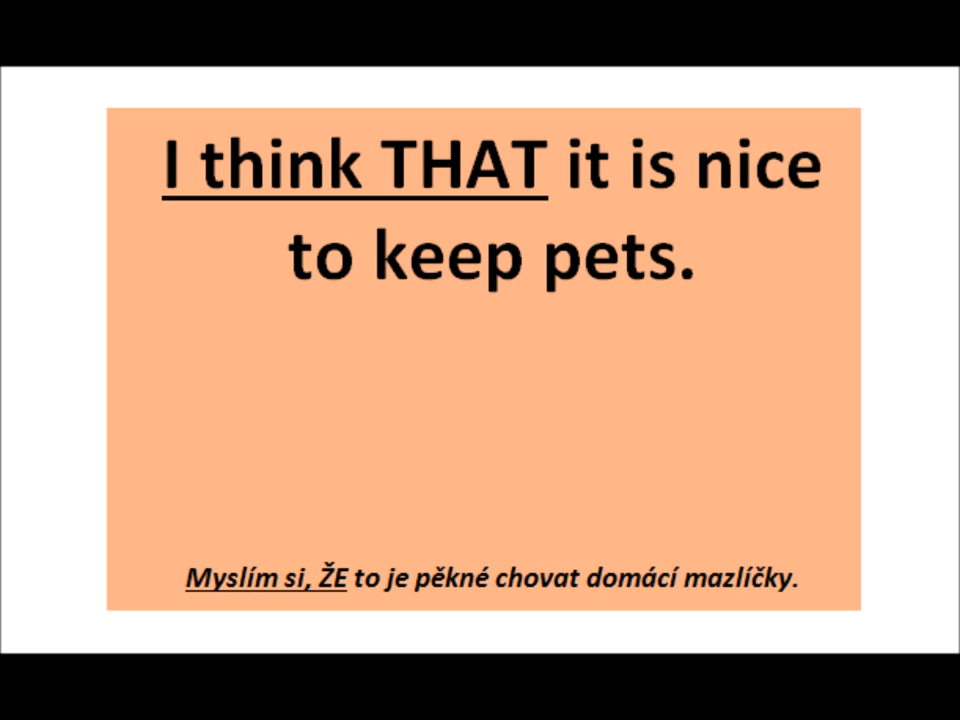 I think THAT it is nice
to keep pets.
Myslím si, ŽE to je pěkné chovat domácí mazlíčky.